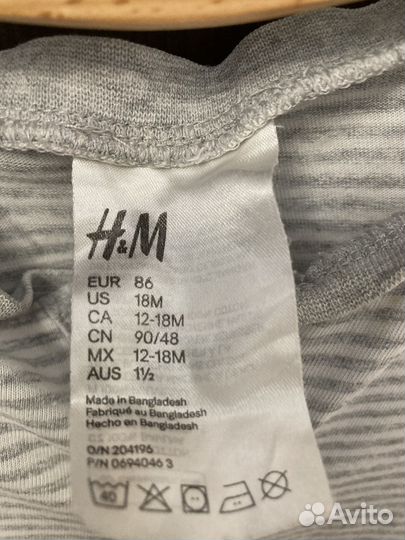 H&M
EUR 86
US 18M
CA 12-18M
CN 90/48
MX 12-18M
AUS 1½
Made in Bangladesh
Fabriqué au Bangladesh
Hecho en Bangladesh
O/N 204196
P/N 0694046 3
40
Avito